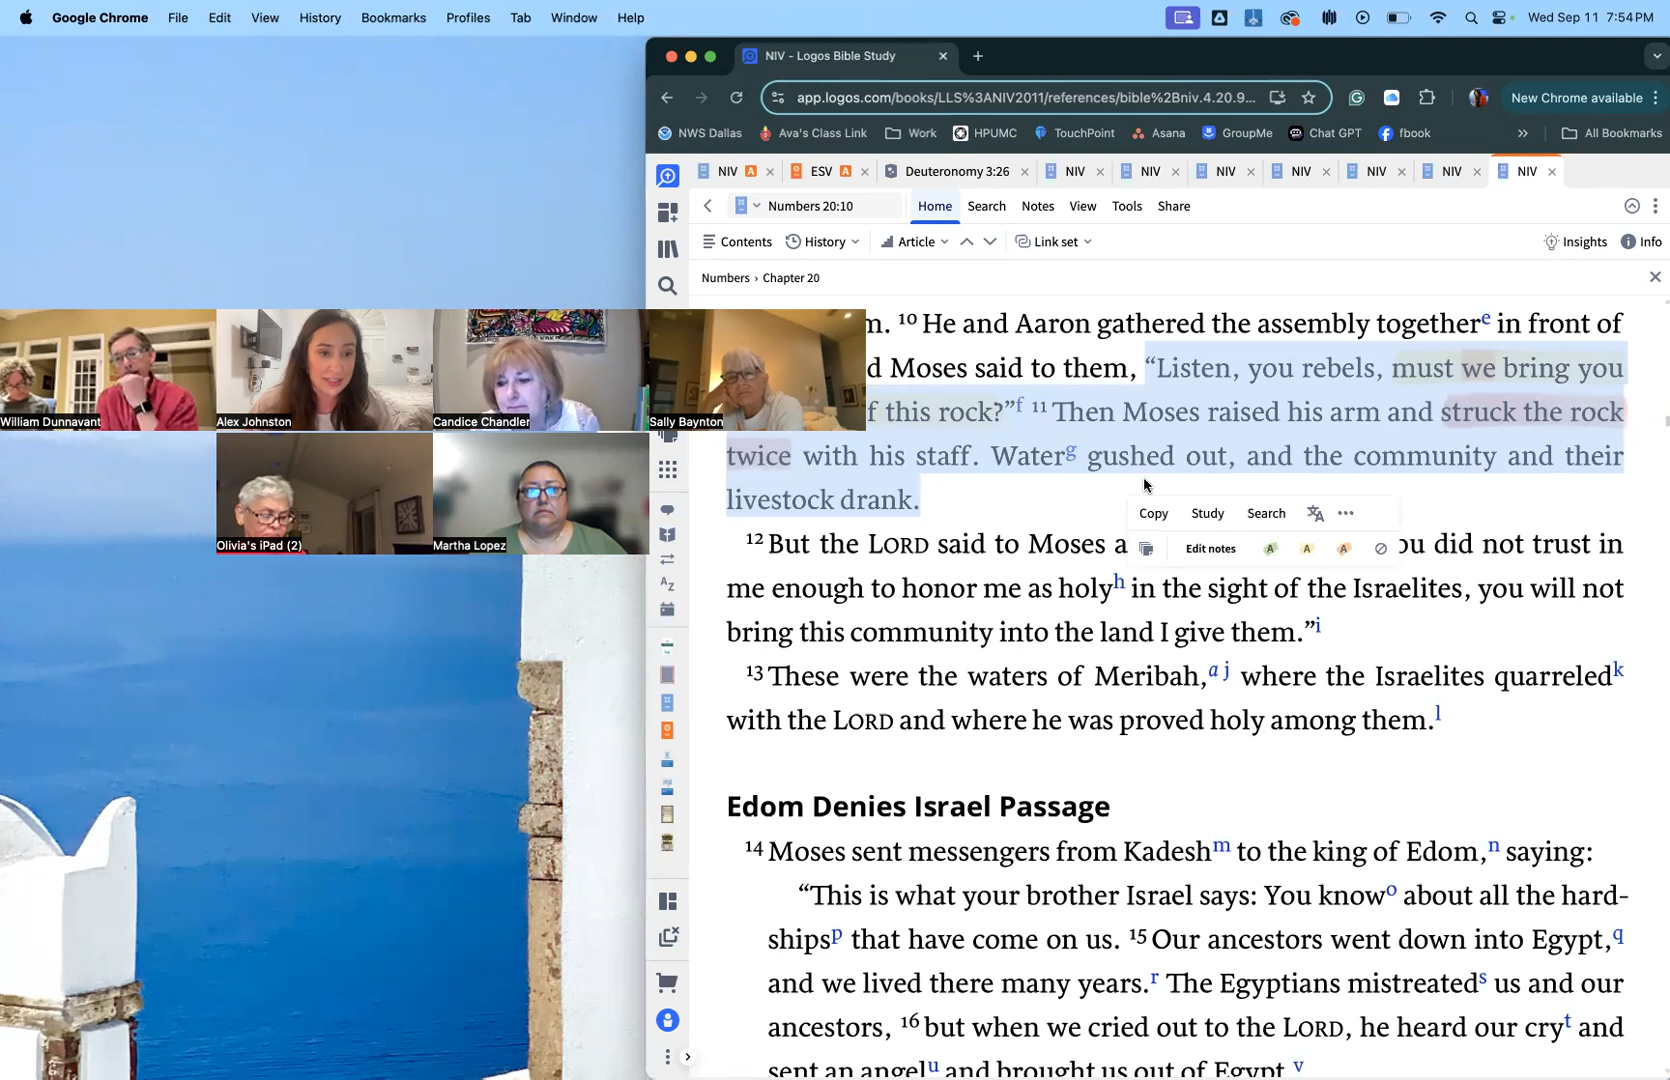 Google Chrome File Edit View History Bookmarks Profiles Tab Window Help Wed Sep 11 7:54 PM
NIV - Logos Bible Study
app.logos.com/books/LLS%3ANIV2011/references/bible%2Bniv.4.20.9... New Chrome available
NWS Dallas Ava's Class Link Work HPUMC TouchPoint Asana GroupMe Chat GPT fbook » All Bookmarks
NIV A ESV A Deuteronomy 3:26 NIV NIV NIV NIV NIV NIV NIV
Numbers 20:10 Home Search Notes View Tools Share
Contents History Article Link set Insights Info
Numbers › Chapter 20
m. 10 He and Aaron gathered the assembly together e in front of
d Moses said to them, “Listen, you rebels, must we bring you
f this rock?” f 11 Then Moses raised his arm and struck the rock
twice with his staff. Water g gushed out, and the community and their
livestock drank.
William Dunnavant
Alex Johnston
Candice Chandler
Sally Baynton
Olivia's iPad (2)
Martha Lopez
Copy Study Search
Edit notes A A A
12 But the LORD said to Moses a ou did not trust in
me enough to honor me as holy h in the sight of the Israelites, you will not
bring this community into the land I give them.” i
13 These were the waters of Meribah, a j where the Israelites quarreled k
with the LORD and where he was proved holy among them. l
Edom Denies Israel Passage
14 Moses sent messengers from Kadesh m to the king of Edom, n saying:
“This is what your brother Israel says: You know o about all the hard-
ships p that have come on us. 15 Our ancestors went down into Egypt, q
and we lived there many years. r The Egyptians mistreated s us and our
ancestors, 16 but when we cried out to the LORD, he heard our cry t and
sent an angel u and brought us out of Egypt. v